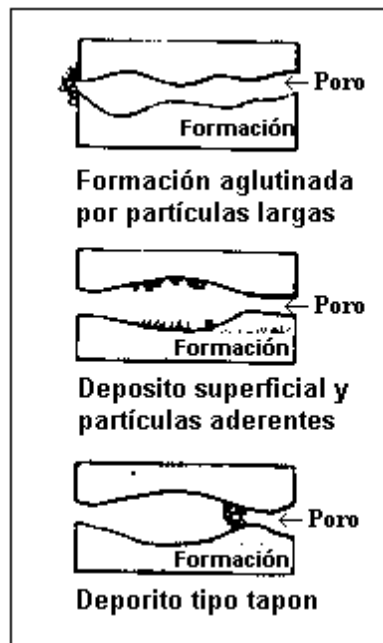 ← Poro
Formación
Formación aglutinada
por partículas largas
← Poro
Formación
Deposito superficial y
partículas aderentes
← Poro
Formación
Deporito tipo tapon